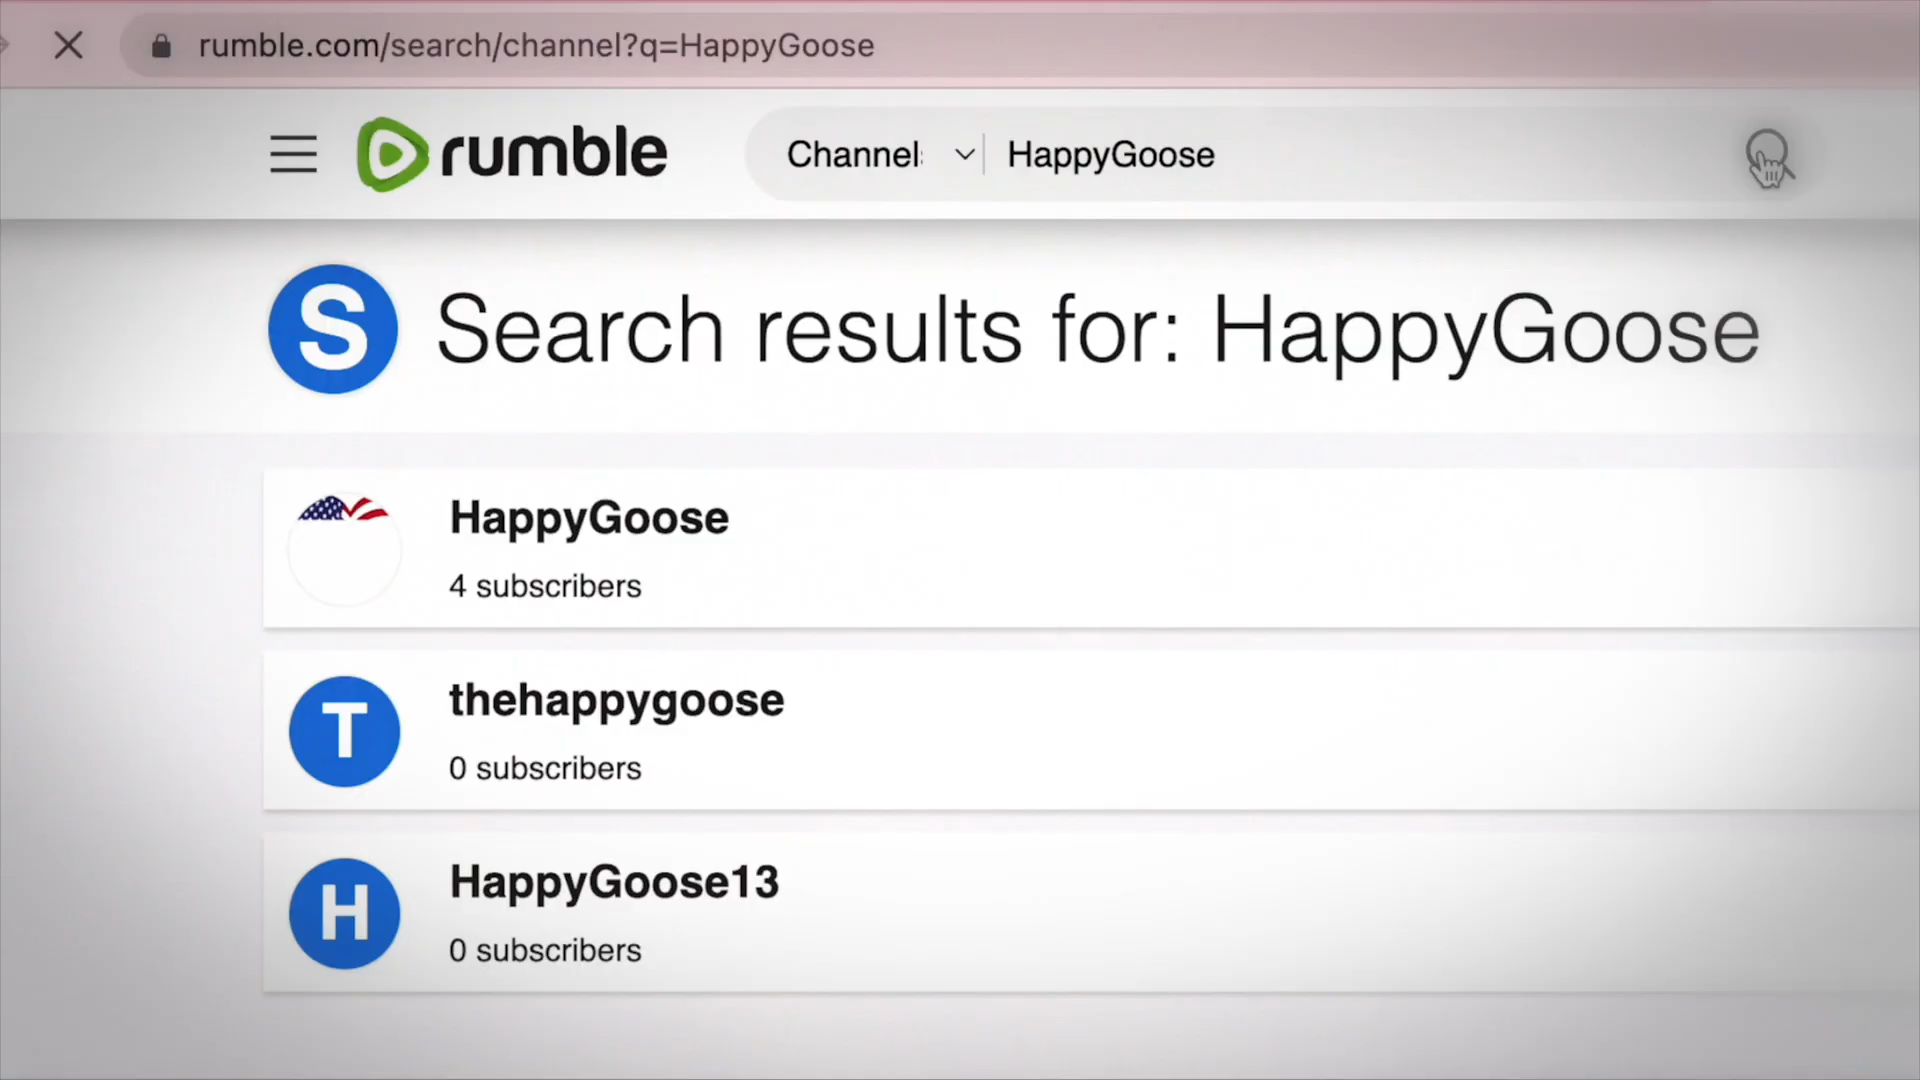 rumble.com/search/channel?q=HappyGoose
rumble
Channel
HappyGoose
S
Search results for: HappyGoose
HappyGoose
4 subscribers
T
thehappygoose
0 subscribers
H
HappyGoose13
0 subscribers